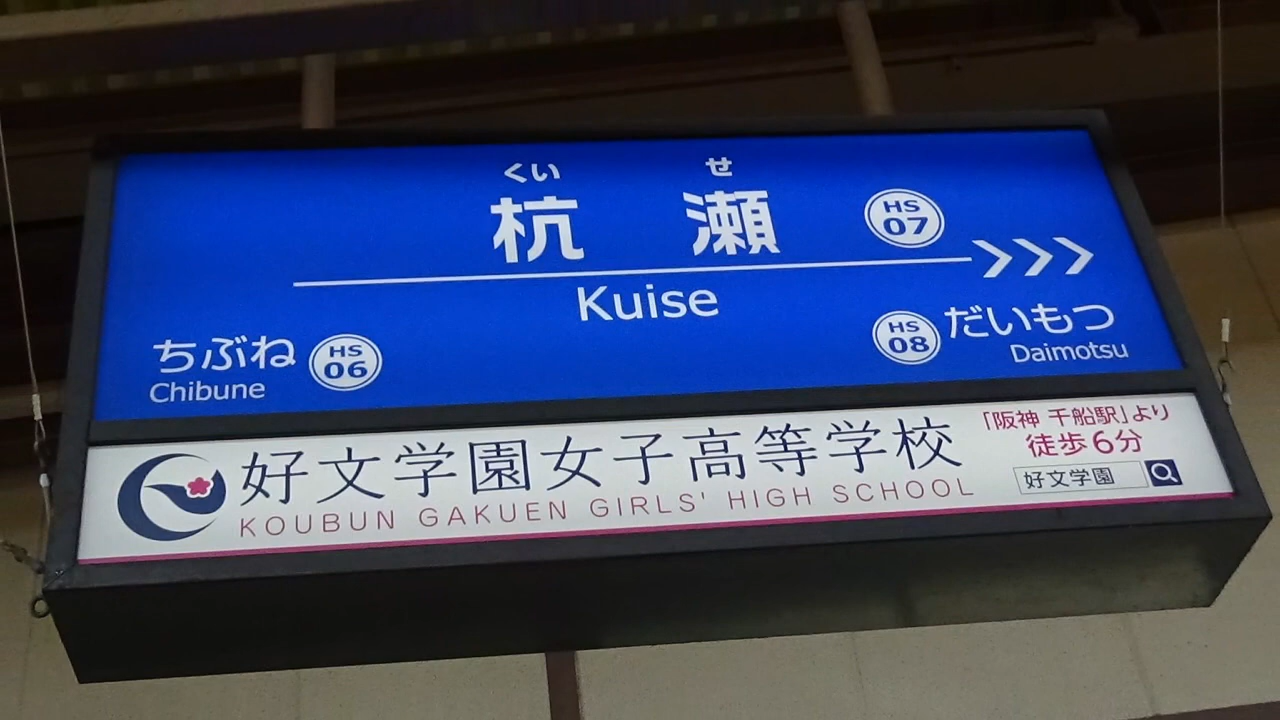 くい せ
杭 瀬
HS
07
Kuise
ちぶね
Chibune
HS
06
HS
08
だいもつ
Daimotsu
好文学園女子高等学校
KOUBUN GAKUEN GIRLS' HIGH SCHOOL
「阪神 千船駅」より
徒歩6分
好文学園